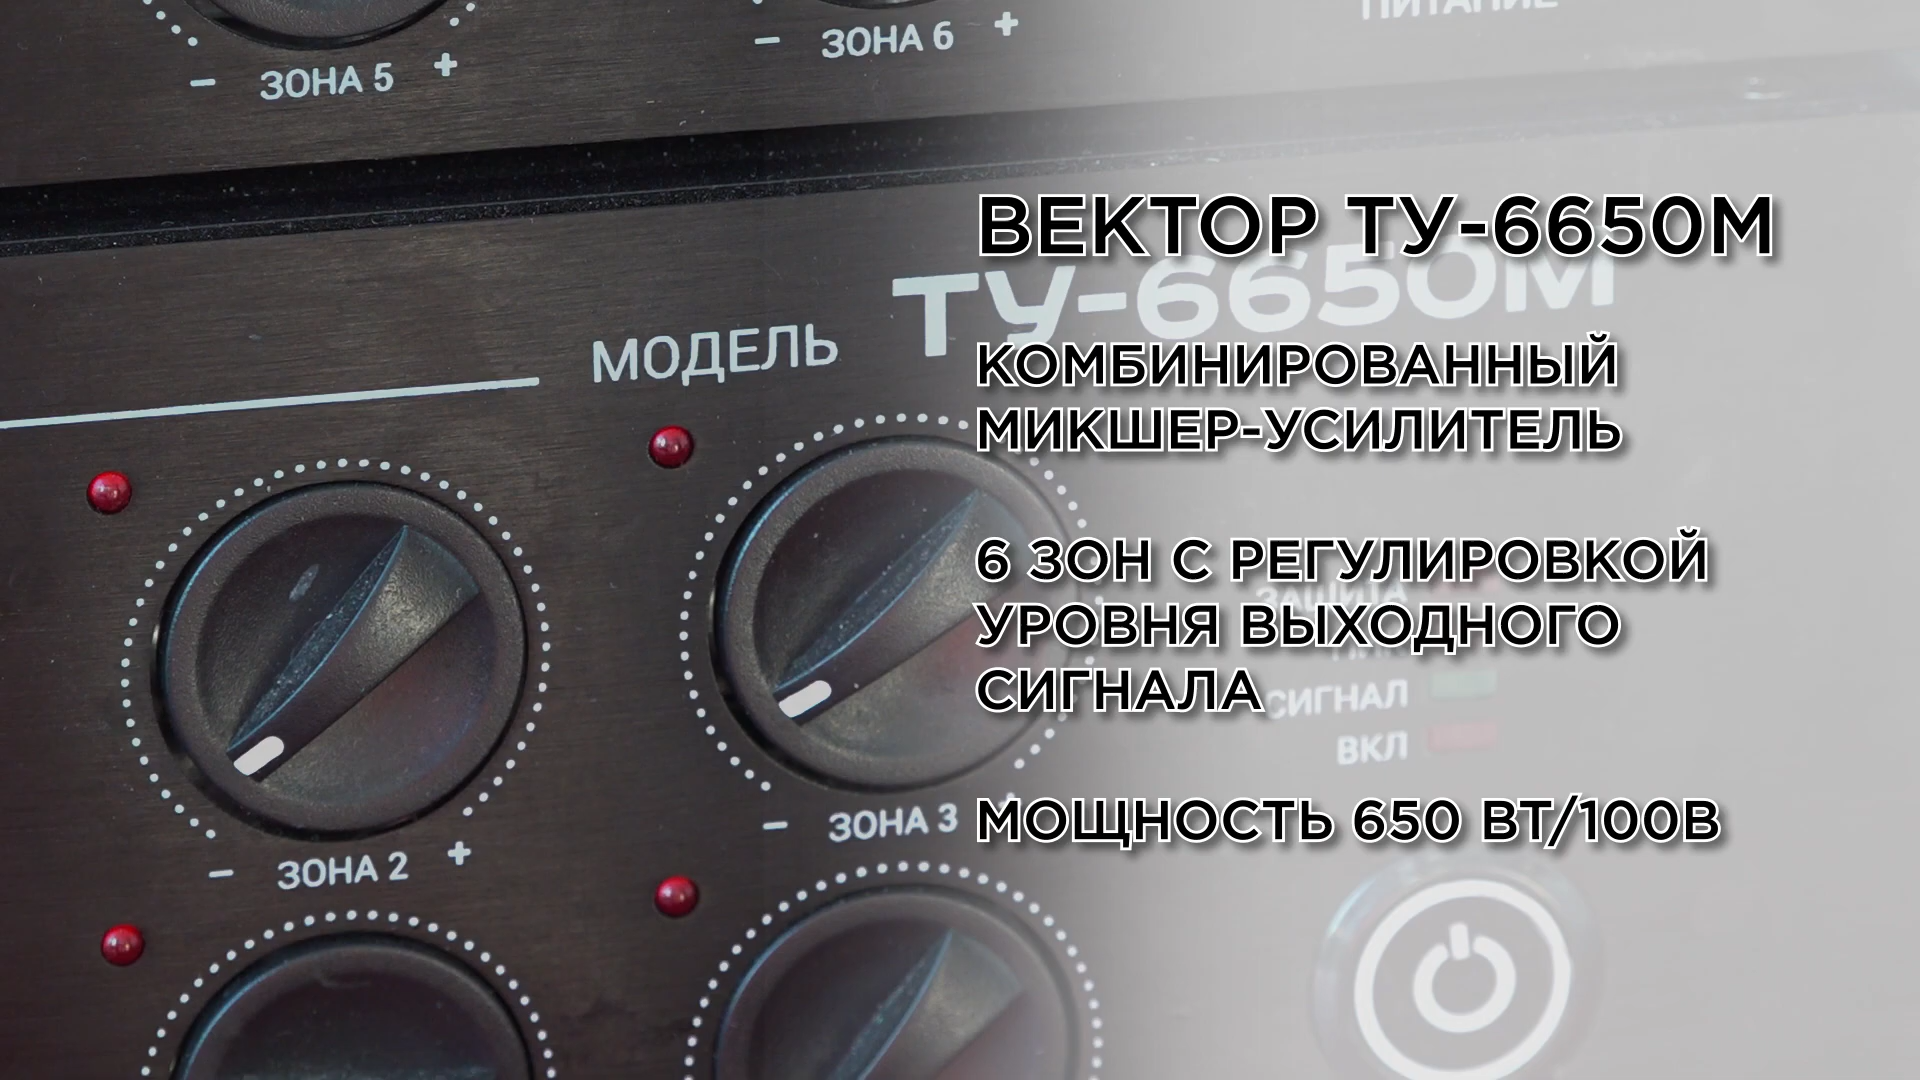 ЗОНА 5
ЗОНА 6
ПИТАНИЕ
ВЕКТОР ТУ-6650М
МОДЕЛЬ ТУ-6650М
КОМБИНИРОВАННЫЙ
МИКШЕР-УСИЛИТЕЛЬ
6 ЗОН С РЕГУЛИРОВКОЙ
ЗАЩИТА
УРОВНЯ ВЫХОДНОГО
СИГНАЛА
СИГНАЛ
ВКЛ
МОЩНОСТЬ 650 ВТ/100В
- ЗОНА 3
- ЗОНА 2 +